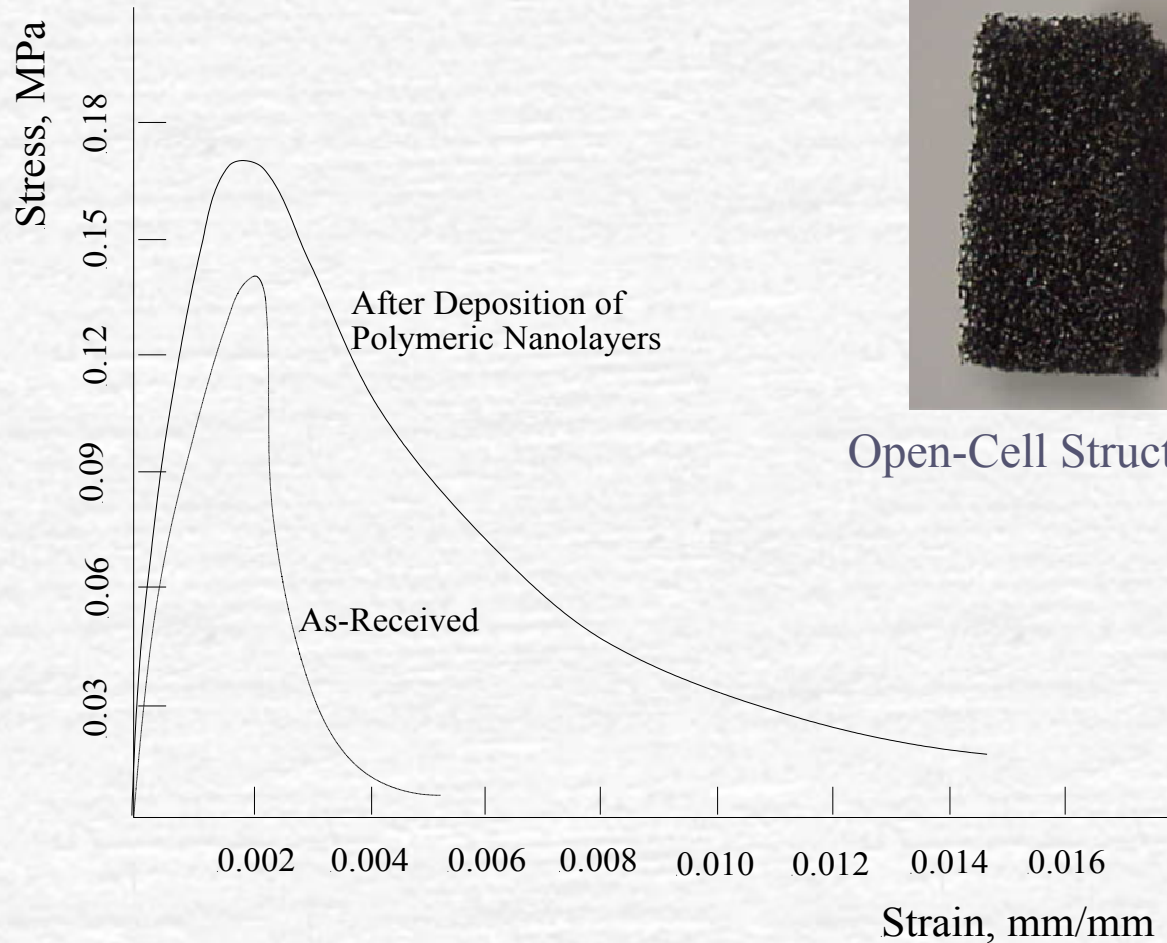 Stress, MPa
0.18
0.15
0.12
0.09
0.06
0.03
After Deposition of
Polymeric Nanolayers
As-Received
Open-Cell Struct
0.002 0.004 0.006 0.008 0.010 0.012 0.014 0.016
Strain, mm/mm